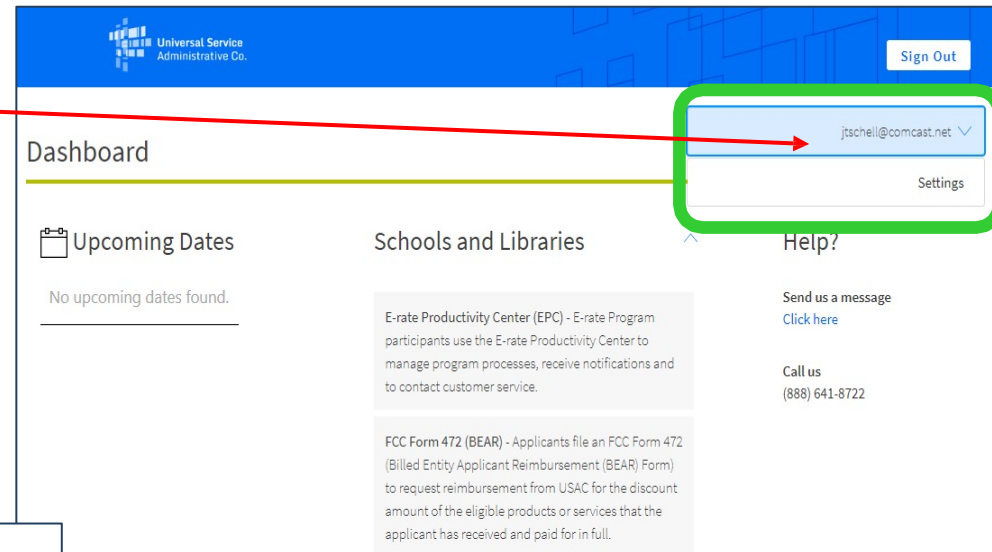 Universal Service
Administrative Co.
Sign Out
jtschell@comcast.net
Settings
Dashboard
Upcoming Dates
No upcoming dates found.
Schools and Libraries
E-rate Productivity Center (EPC) - E-rate Program
participants use the E-rate Productivity Center to
manage program processes, receive notifications and
to contact customer service.
FCC Form 472 (BEAR) - Applicants file an FCC Form 472
(Billed Entity Applicant Reimbursement (BEAR) Form)
to request reimbursement from USAC for the discount
amount of the eligible products or services that the
applicant has received and paid for in full.
Help?
Send us a message
Click here
Call us
(888) 641-8722